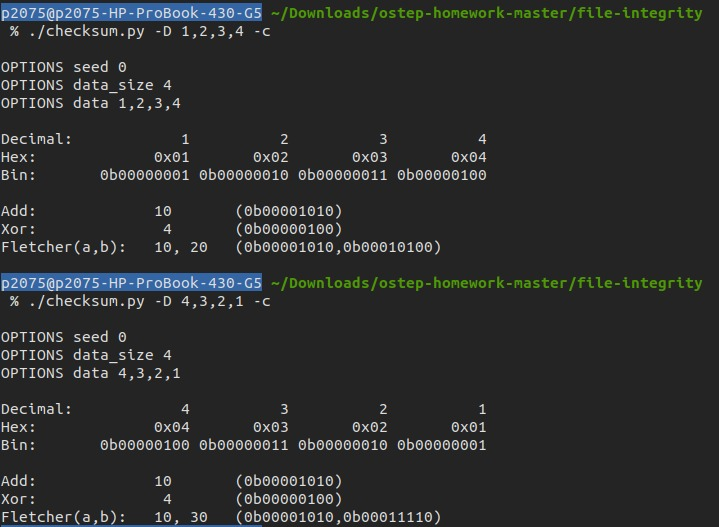 p2075@p2075-HP-ProBook-430-G5 ~/Downloads/ostep-homework-master/file-integrity
% ./checksum.py -D 1,2,3,4 -c
OPTIONS seed 0
OPTIONS data_size 4
OPTIONS data 1,2,3,4
Decimal: 1 2 3 4
Hex: 0x01 0x02 0x03 0x04
Bin: 0b00000001 0b00000010 0b00000011 0b00000100
Add: 10 (0b00001010)
Xor: 4 (0b00000100)
Fletcher(a,b): 10, 20 (0b00001010,0b00010100)
p2075@p2075-HP-ProBook-430-G5 ~/Downloads/ostep-homework-master/file-integrity
% ./checksum.py -D 4,3,2,1 -c
OPTIONS seed 0
OPTIONS data_size 4
OPTIONS data 4,3,2,1
Decimal: 4 3 2 1
Hex: 0x04 0x03 0x02 0x01
Bin: 0b00000100 0b00000011 0b00000010 0b00000001
Add: 10 (0b00001010)
Xor: 4 (0b00000100)
Fletcher(a,b): 10, 30 (0b00001010,0b00011110)